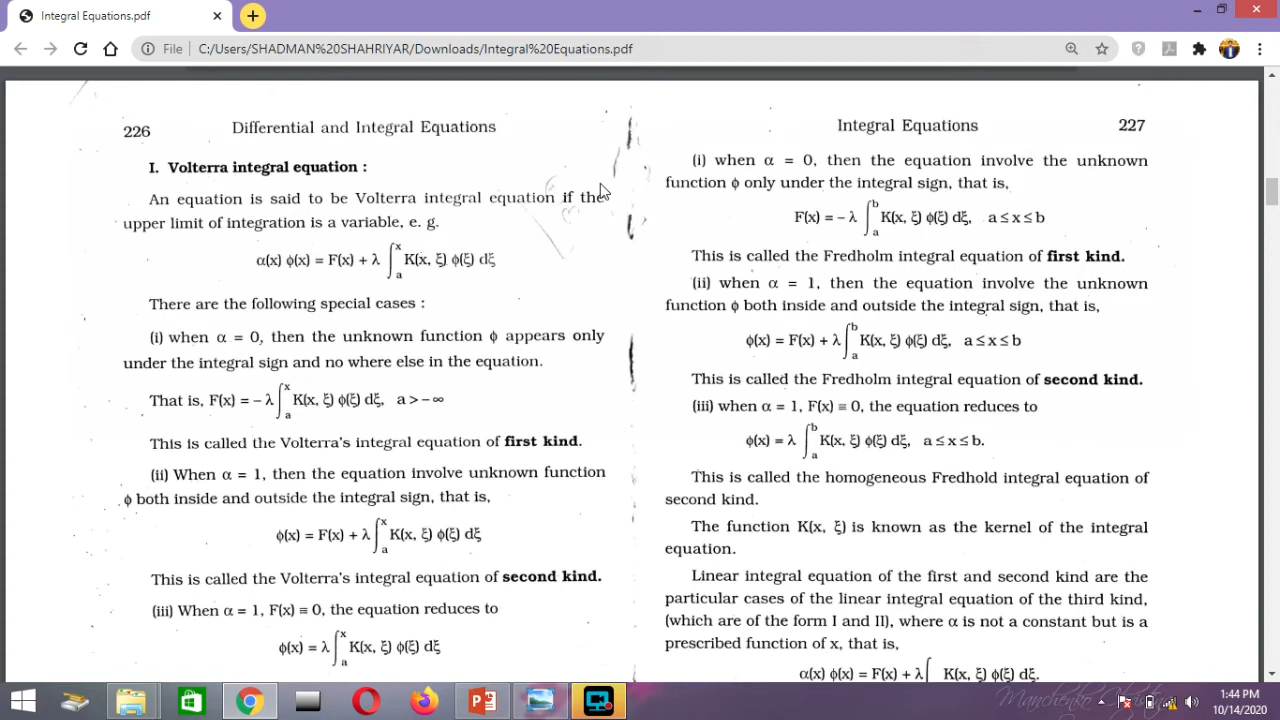 Integral Equations.pdf
File C:/Users/SHADMAN%20SHAHRIYAR/Downloads/Integral%20Equations.pdf
226 Differential and Integral Equations
I. Volterra integral equation :
An equation is said to be Volterra integral equation if the
upper limit of integration is a variable, e. g.
α(x) ϕ(x) = F(x) + λ ∫ₐˣ K(x, ξ) ϕ(ξ) dξ
There are the following special cases :
(i) when α = 0, then the unknown function ϕ appears only
under the integral sign and no where else in the equation.
That is, F(x) = – λ ∫ₐˣ K(x, ξ) ϕ(ξ) dξ, a > – ∞
This is called the Volterra's integral equation of first kind.
(ii) When α = 1, then the equation involve unknown function
ϕ both inside and outside the integral sign, that is,
ϕ(x) = F(x) + λ ∫ₐˣ K(x, ξ) ϕ(ξ) dξ
This is called the Volterra's integral equation of second kind.
(iii) When α = 1, F(x) ≡ 0, the equation reduces to
ϕ(x) = λ ∫ₐˣ K(x, ξ) ϕ(ξ) dξ
Integral Equations 227
(i) when α = 0, then the equation involve the unknown
function ϕ only under the integral sign, that is,
F(x) = – λ ∫ₐᵇ K(x, ξ) ϕ(ξ) dξ, a ≤ x ≤ b
This is called the Fredholm integral equation of first kind.
(ii) when α = 1, then the equation involve the unknown
function ϕ both inside and outside the integral sign, that is,
ϕ(x) = F(x) + λ ∫ₐᵇ K(x, ξ) ϕ(ξ) dξ, a ≤ x ≤ b
This is called the Fredholm integral equation of second kind.
(iii) when α = 1, F(x) ≡ 0, the equation reduces to
ϕ(x) = λ ∫ₐᵇ K(x, ξ) ϕ(ξ) dξ, a ≤ x ≤ b.
This is called the homogeneous Fredhold integral equation of
second kind.
The function K(x, ξ) is known as the kernel of the integral
equation.
Linear integral equation of the first and second kind are the
particular cases of the linear integral equation of the third kind,
(which are of the form I and II), where α is not a constant but is a
prescribed function of x, that is,
α(x) ϕ(x) = F(x) + λ ∫ K(x, ξ) ϕ(ξ) dξ.
1:44 PM
10/14/2020